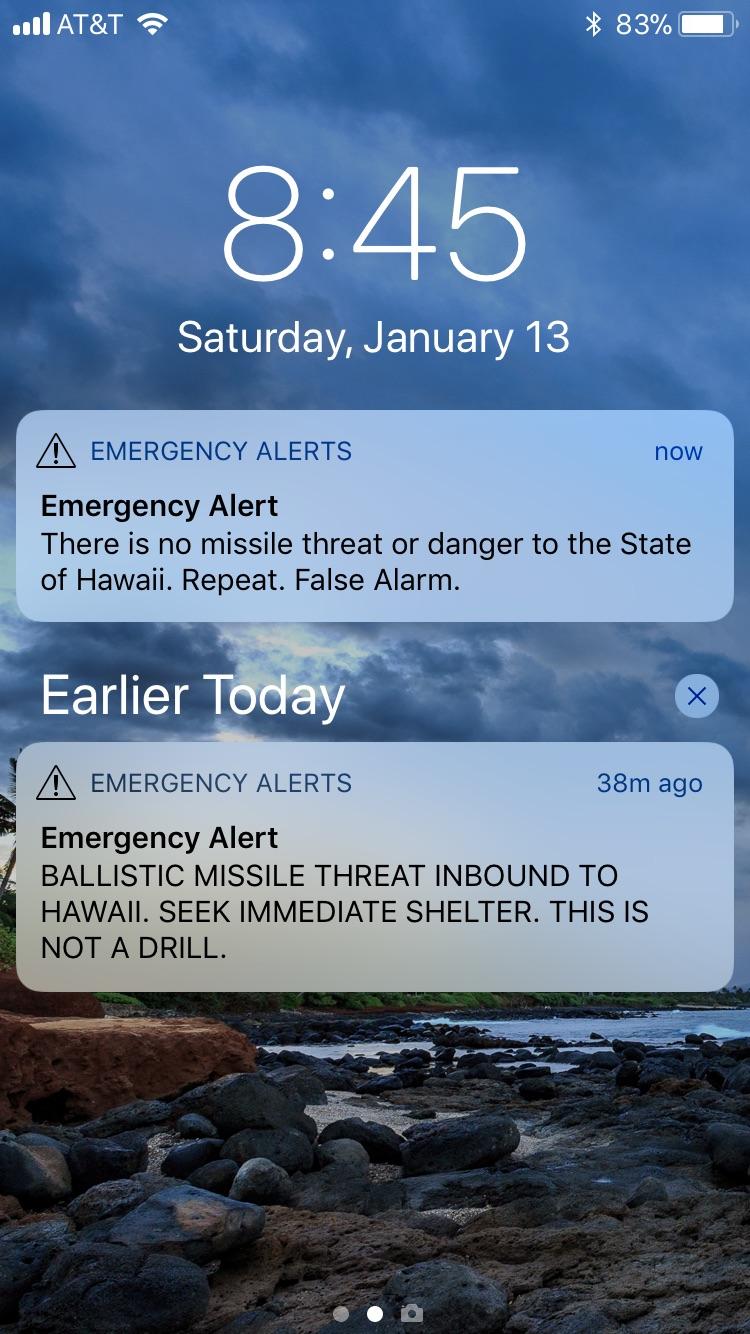 AT&T 83%
8:45
Saturday, January 13
EMERGENCY ALERTS now
Emergency Alert
There is no missile threat or danger to the State
of Hawaii. Repeat. False Alarm.
Earlier Today
EMERGENCY ALERTS 38m ago
Emergency Alert
BALLISTIC MISSILE THREAT INBOUND TO
HAWAII. SEEK IMMEDIATE SHELTER. THIS IS
NOT A DRILL.